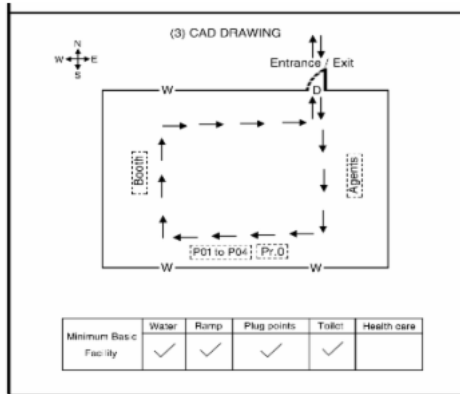 (3) CAD DRAWING
N
W E
S
Entrance / Exit
W D
Booth
Agents
P01 to P04 Pr.0
W W
Minimum Basic Facility Water Ramp Plug points Toilet Health care
✓ ✓ ✓ ✓